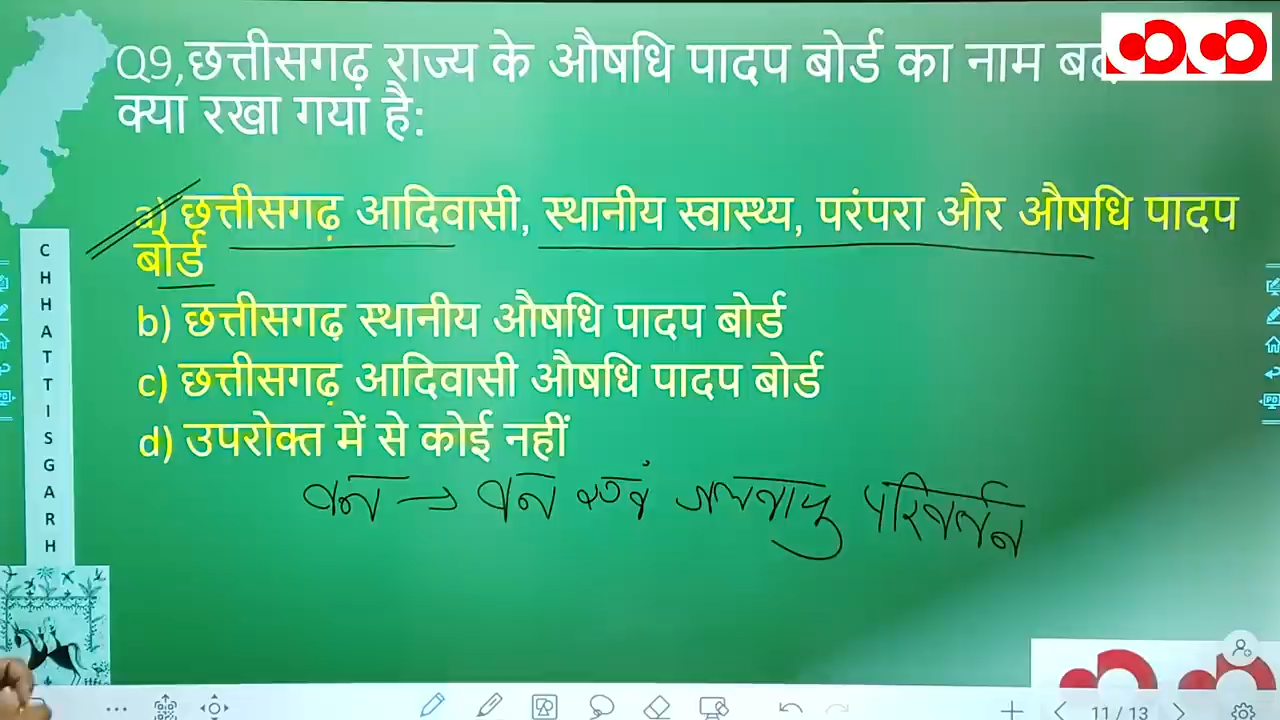 Q9,छत्तीसगढ़ राज्य के औषधि पादप बोर्ड का नाम
क्या रखा गया है:
a) छत्तीसगढ़ आदिवासी, स्थानीय स्वास्थ्य, परंपरा और औषधि पादप
बोर्ड
b) छत्तीसगढ़ स्थानीय औषधि पादप बोर्ड
c) छत्तीसगढ़ आदिवासी औषधि पादप बोर्ड
d) उपरोक्त में से कोई नहीं
वन → वन एवं जलवायु परिवर्तन
CHHATTISGARH
11 / 13